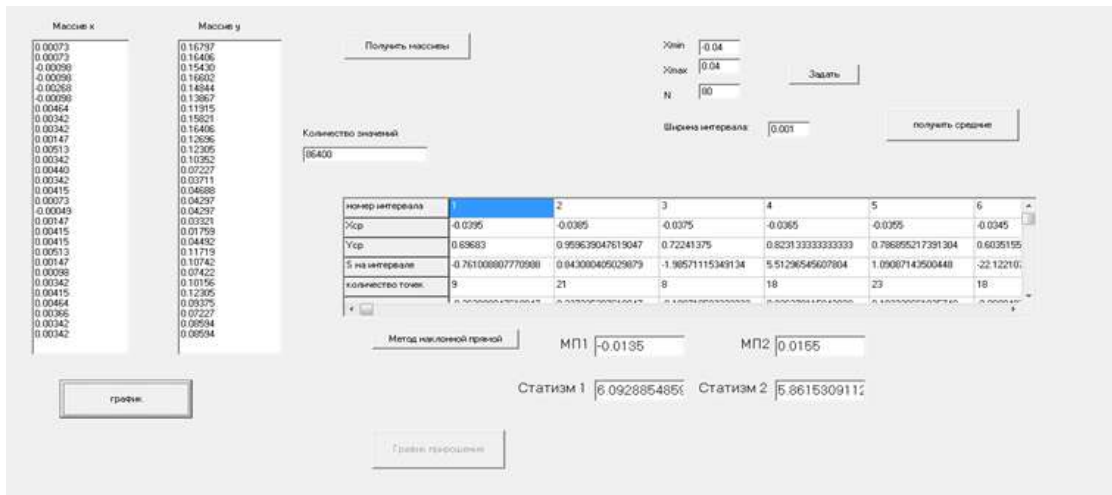 Массив x
Массив y
0.00073
0.00073
-0.00098
-0.00098
-0.00268
-0.00098
0.00464
0.00342
0.00342
0.00147
0.00513
0.00342
0.00440
0.00342
0.00415
0.00073
-0.00049
0.00147
0.00415
0.00415
0.00513
0.00147
0.00098
0.00342
0.00415
0.00464
0.00366
0.00342
0.00342
0.16797
0.16406
0.15430
0.16602
0.14844
0.13867
0.11915
0.15821
0.16406
0.12696
0.12305
0.10352
0.07227
0.03711
0.04688
0.04297
0.04297
0.03321
0.01759
0.04492
0.11719
0.10742
0.07422
0.10156
0.12305
0.09375
0.07227
0.08594
0.08594
график
Получить массивы
Количество значений
86400
Xmin -0.04
Xmax 0.04
N 80
Задать
Ширина интервала: 0.001
получить средние
номер интервала 1 2 3 4 5 6
Xср -0.0395 -0.0385 -0.0375 -0.0365 -0.0355 -0.0345
Yср 0.69683 0.959639047619047 0.72241375 0.823133333333333 0.786855217391304 0.6035155
S на интервале -0.761008807770988 0.843080405029879 -1.98571115349134 5.51296545607804 1.09087143500448 -22.122107
количество точек 9 21 8 18 23 18
Метод наклонной прямой
МП1 -0.0135
МП2 0.0155
Статизм 1 6.0928854859
Статизм 2 5.8615309112
График приращения